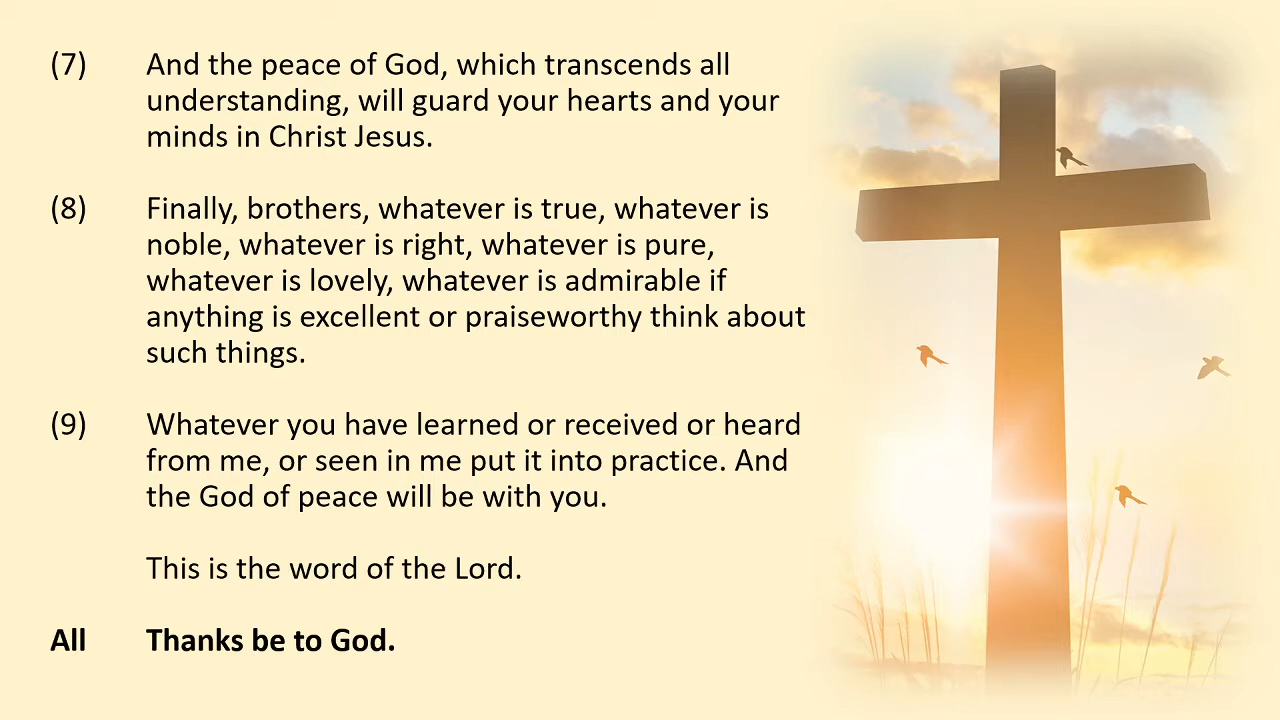 (7) And the peace of God, which transcends all
understanding, will guard your hearts and your
minds in Christ Jesus.
(8) Finally, brothers, whatever is true, whatever is
noble, whatever is right, whatever is pure,
whatever is lovely, whatever is admirable if
anything is excellent or praiseworthy think about
such things.
(9) Whatever you have learned or received or heard
from me, or seen in me put it into practice. And
the God of peace will be with you.
This is the word of the Lord.
All Thanks be to God.